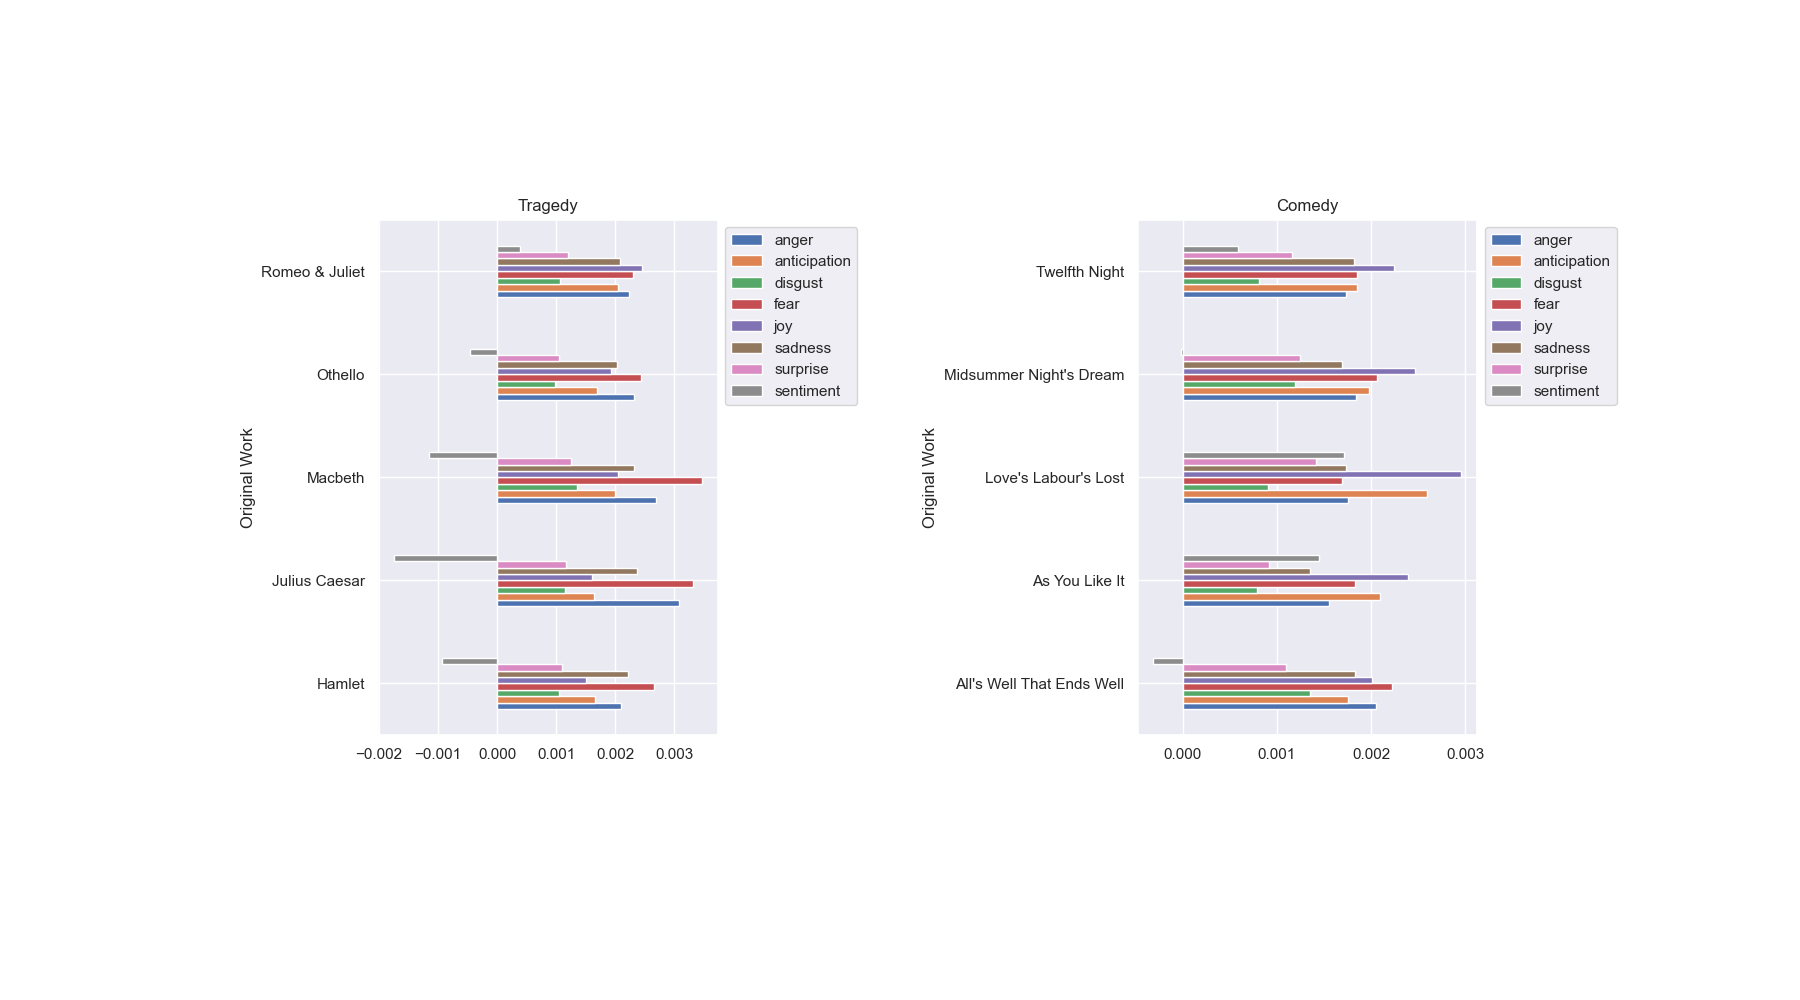 Tragedy
Original Work
Romeo & Juliet
Othello
Macbeth
Julius Caesar
Hamlet
−0.002 −0.001 0.000 0.001 0.002 0.003
anger
anticipation
disgust
fear
joy
sadness
surprise
sentiment
Comedy
Original Work
Twelfth Night
Midsummer Night's Dream
Love's Labour's Lost
As You Like It
All's Well That Ends Well
0.000 0.001 0.002 0.003
anger
anticipation
disgust
fear
joy
sadness
surprise
sentiment